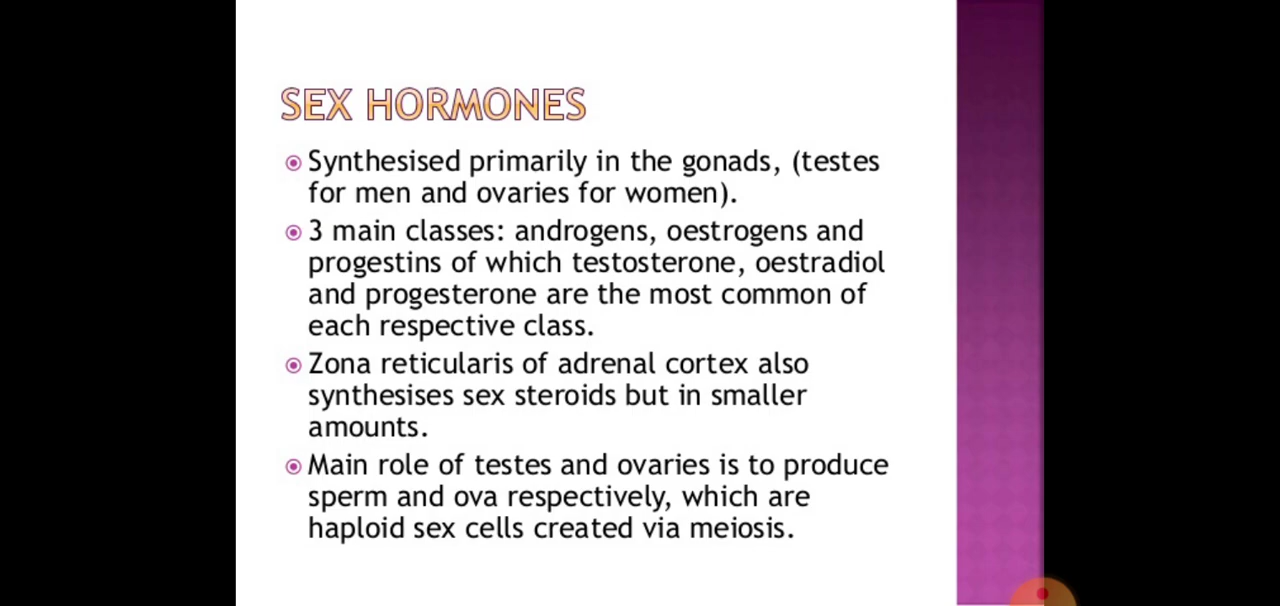 SEX HORMONES
Synthesised primarily in the gonads, (testes
for men and ovaries for women).
3 main classes: androgens, oestrogens and
progestins of which testosterone, oestradiol
and progesterone are the most common of
each respective class.
Zona reticularis of adrenal cortex also
synthesises sex steroids but in smaller
amounts.
Main role of testes and ovaries is to produce
sperm and ova respectively, which are
haploid sex cells created via meiosis.